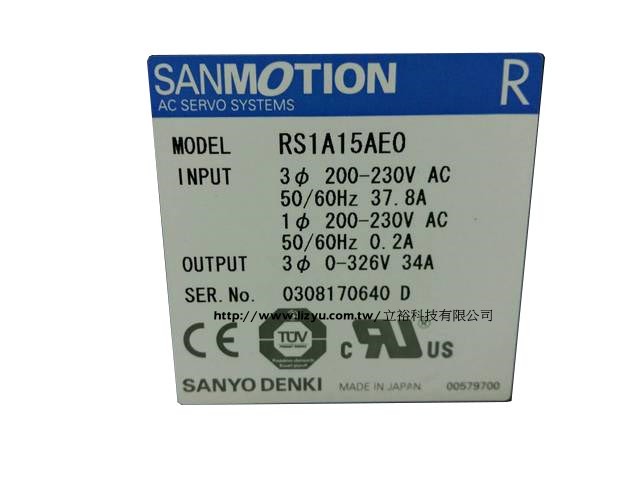 SANMOTION R
AC SERVO SYSTEMS
MODEL RS1A15AE0
INPUT 3ϕ 200-230V AC
50/60Hz 37.8A
1ϕ 200-230V AC
50/60Hz 0.2A
OUTPUT 3ϕ 0-326V 34A
SER.No. 0308170640 D
http://www.lizyu.com.tw/立裕科技有限公司
CE TÜV c RU ® US
SANYO DENKI MADE IN JAPAN 00579700